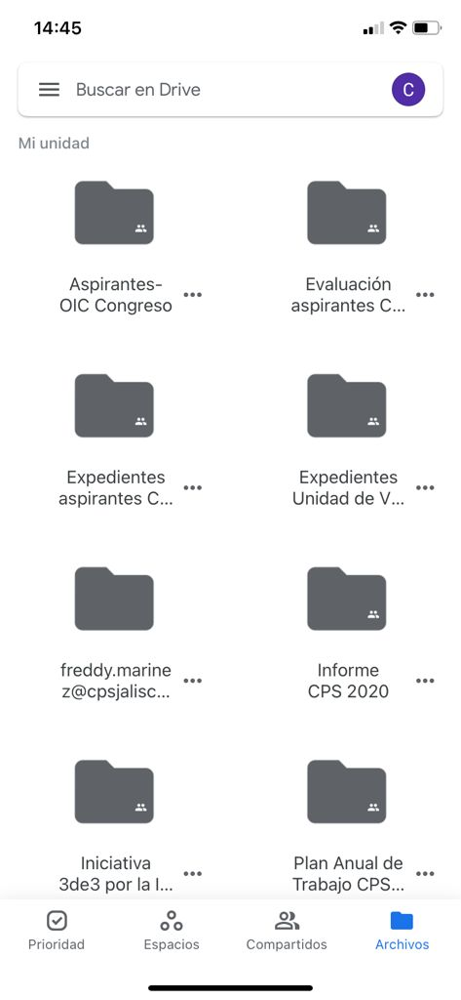 14:45
Buscar en Drive
C
Mi unidad
Aspirantes-
OIC Congreso
Evaluación
aspirantes C...
Expedientes
aspirantes C...
Expedientes
Unidad de V...
freddy.marine
z@cpsjalisc...
Informe
CPS 2020
Iniciativa
3de3 por la I...
Plan Anual de
Trabajo CPS...
Prioridad
Espacios
Compartidos
Archivos